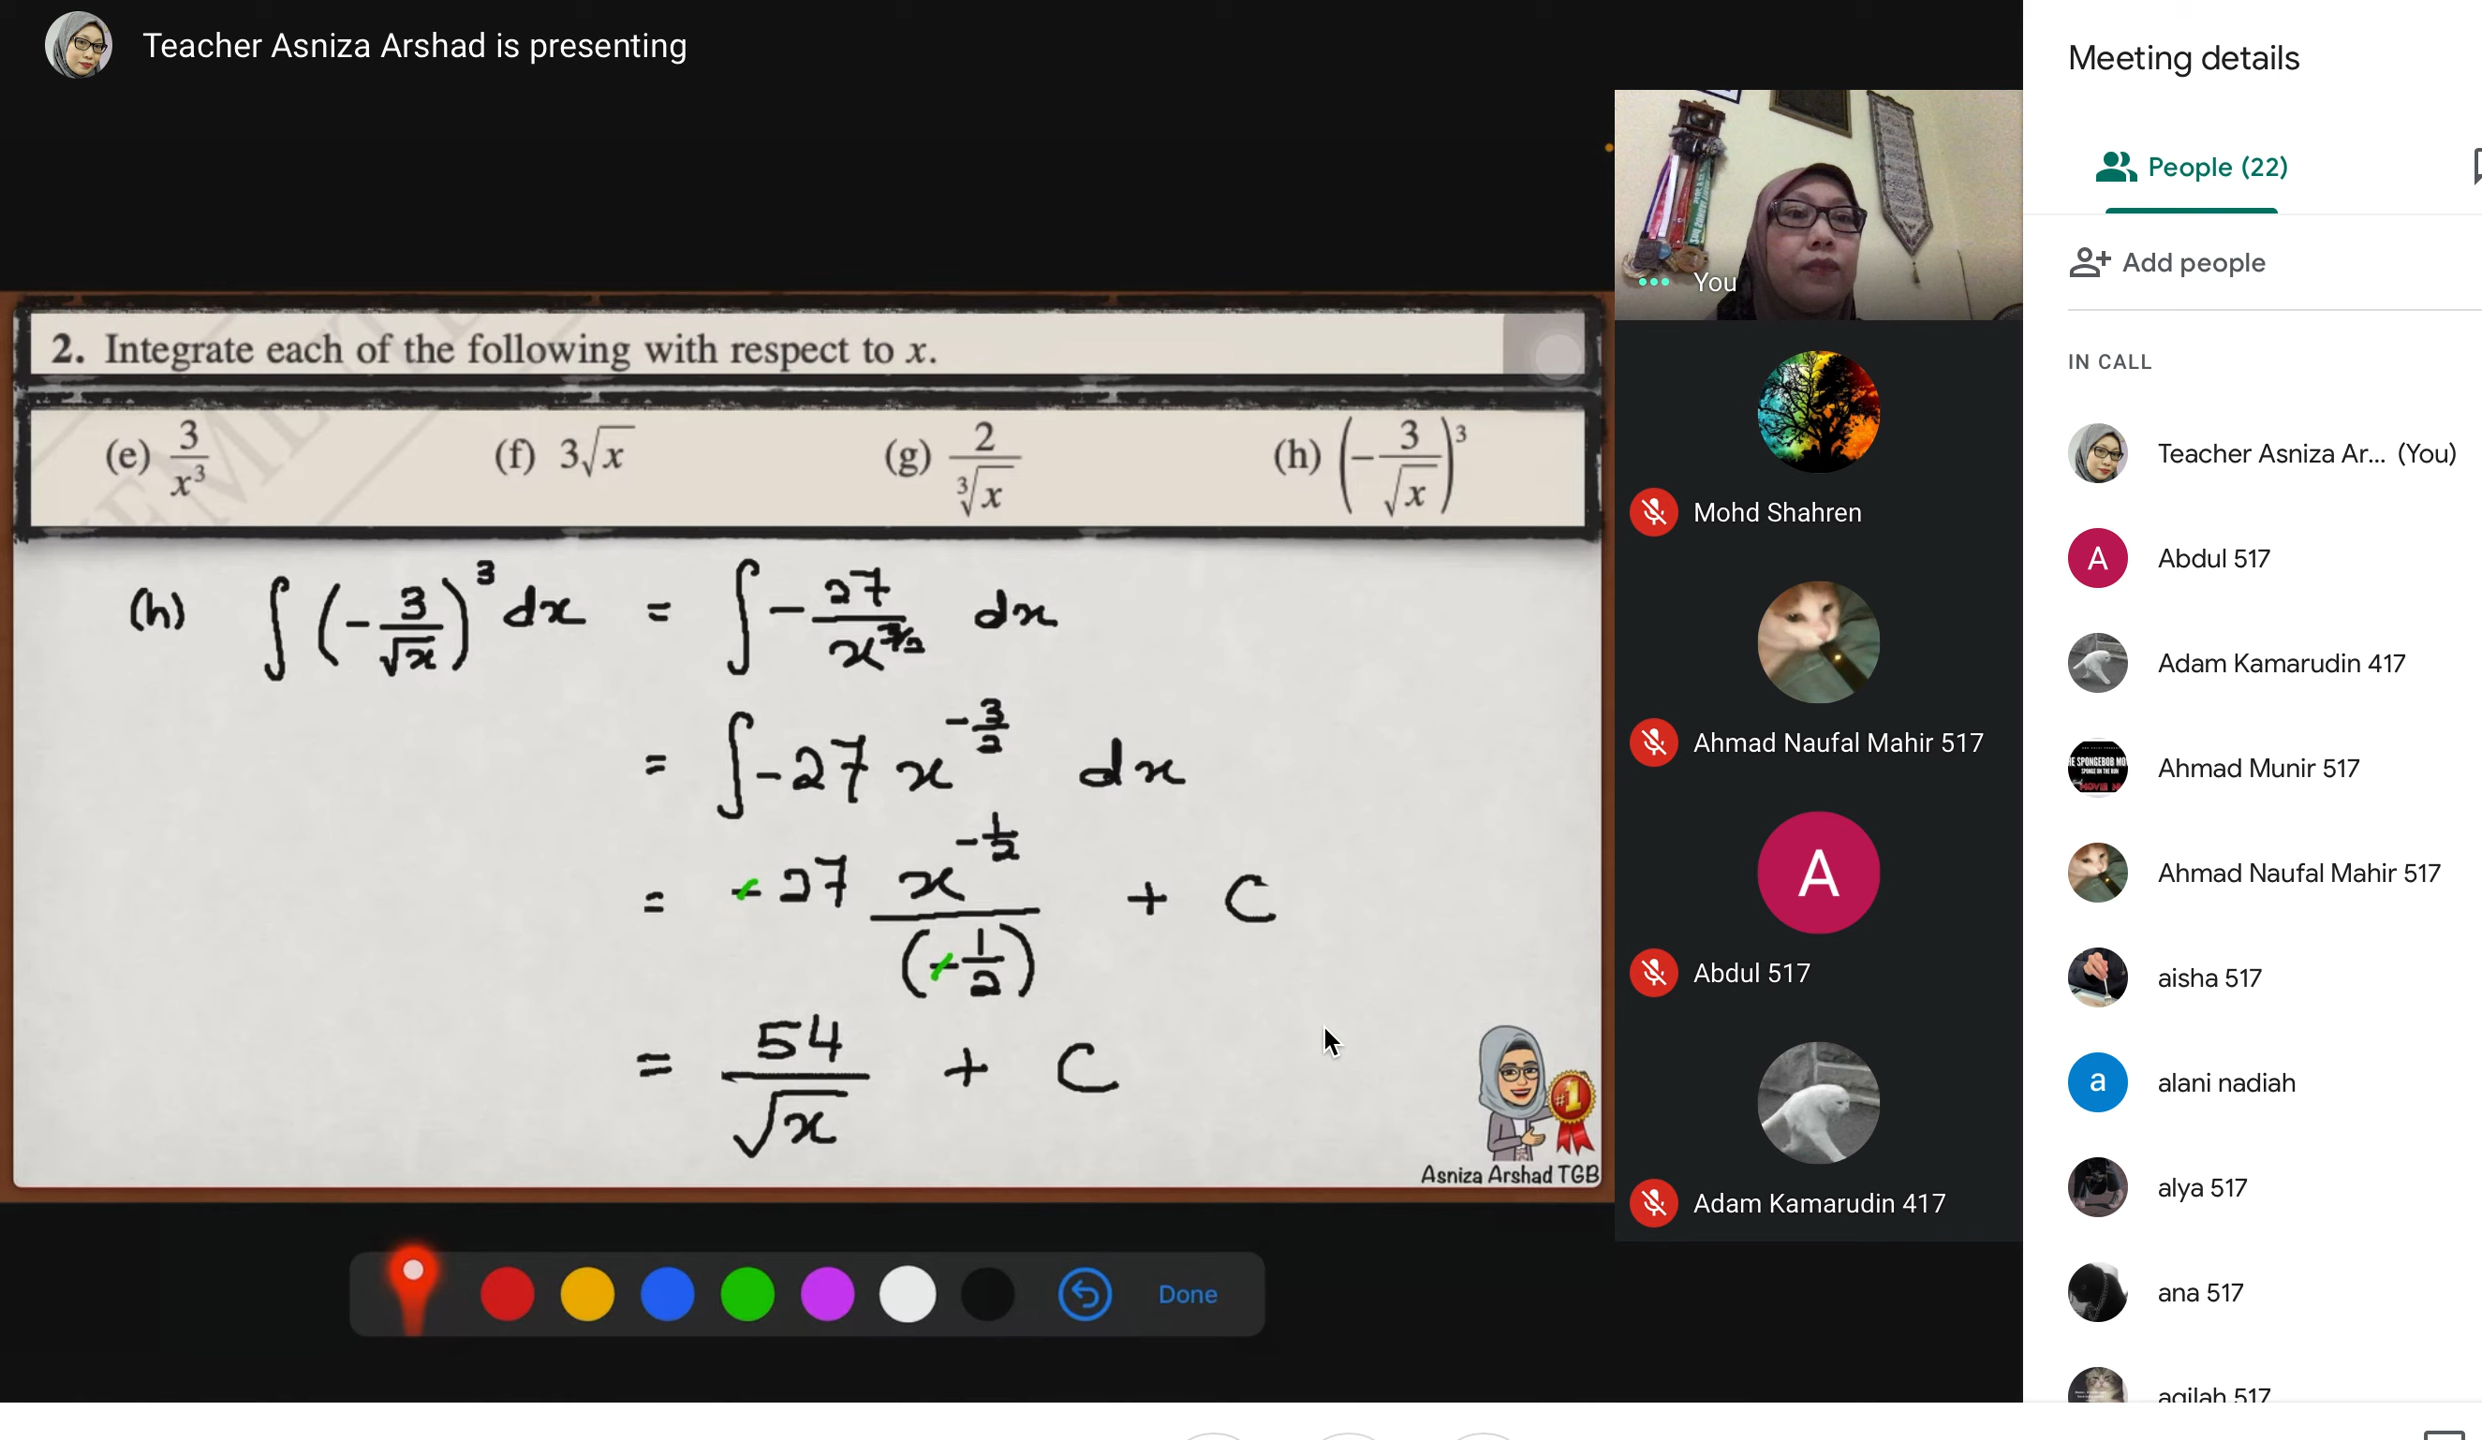 Teacher Asniza Arshad is presenting
2. Integrate each of the following with respect to x.
(e) 3/x³ (f) 3√x (g) 2/∛x (h) (-3/√x)³
(h) ∫(-3/√x)³ dx = ∫-27/x^(3/2) dx
= ∫-27 x^(-3/2) dx
= -27 x^(-1/2)/(-1/2) + C
= 54/√x + C
#1
Asniza Arshad TGB
Done
You
Mohd Shahren
Ahmad Naufal Mahir 517
A
Abdul 517
Adam Kamarudin 417
Meeting details
People (22)
Add people
IN CALL
Teacher Asniza Ar... (You)
A Abdul 517
Adam Kamarudin 417
Ahmad Munir 517
Ahmad Naufal Mahir 517
aisha 517
a alani nadiah
alya 517
ana 517
aqilah 517